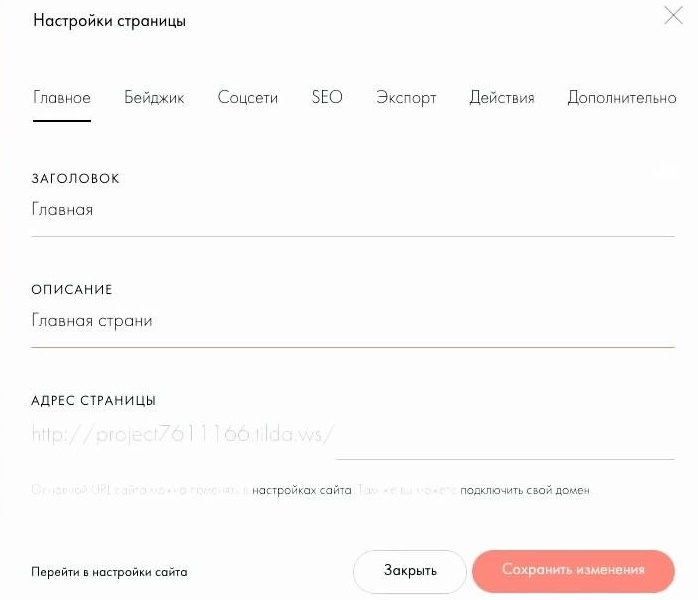 Настройки страницы
Главное Бейджик Соцсети SEO Экспорт Действия Дополнительно
ЗАГОЛОВОК
Главная
ОПИСАНИЕ
Главная страни
АДРЕС СТРАНИЦЫ
http://project7611166.tilda.ws/
Основной URL сайта можно поменять в настройках сайта. Там же вы можете подключить свой домен
Перейти в настройки сайта Закрыть Сохранить изменения